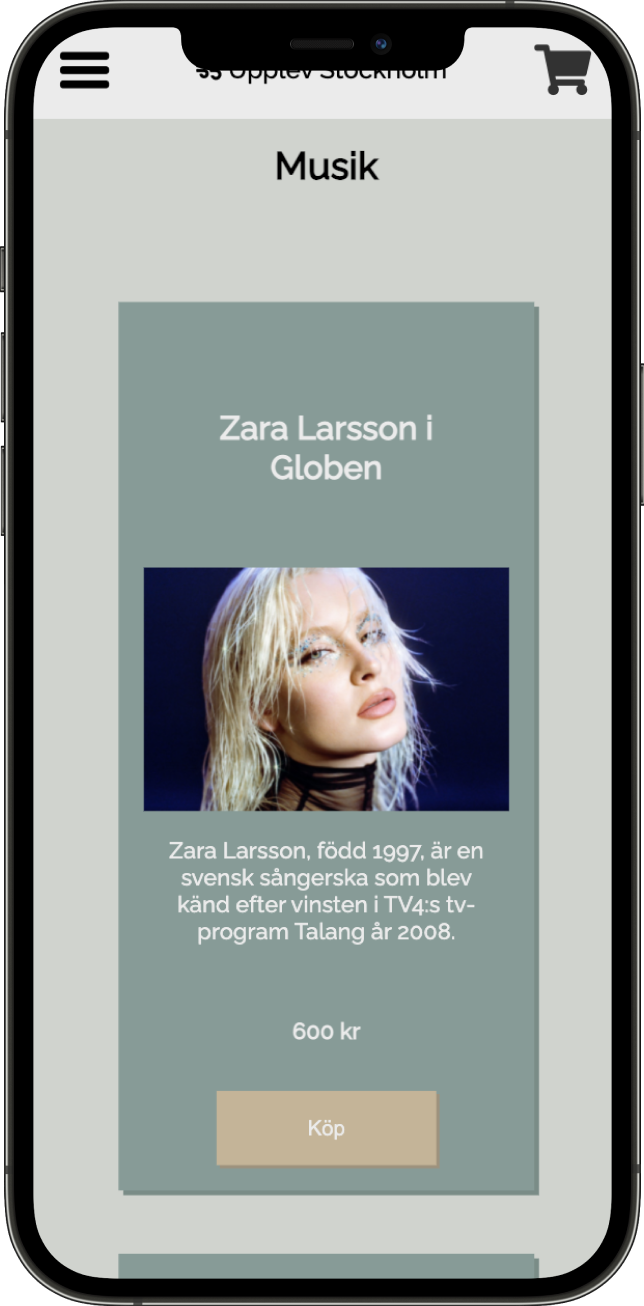 Upplev Stockholm
Musik
Zara Larsson i
Globen
Zara Larsson, född 1997, är en
svensk sångerska som blev
känd efter vinsten i TV4:s tv-
program Talang år 2008.
600 kr
Köp